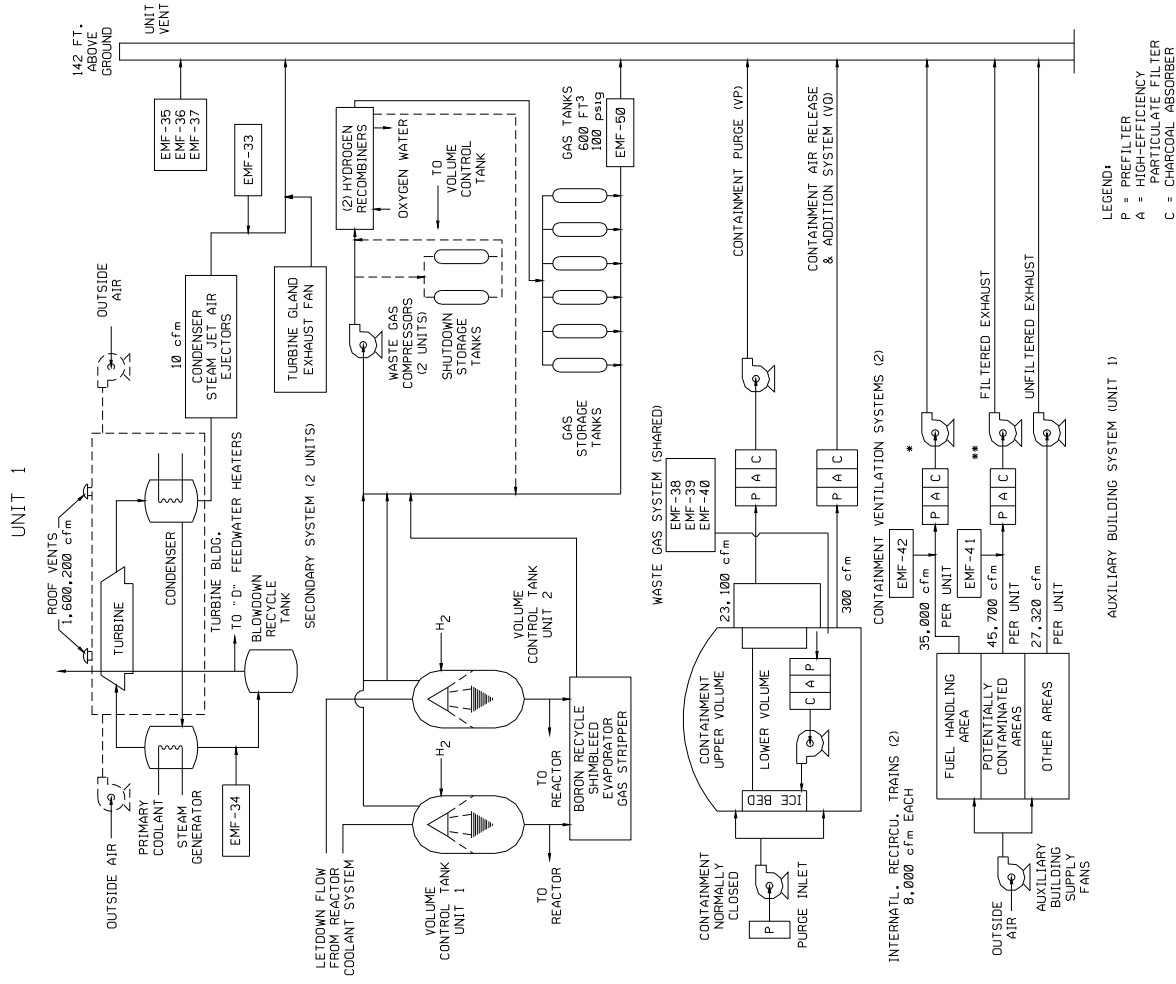 UNIT 1
142 FT.
ABOVE
GROUND
UNIT
VENT
ROOF VENTS
1,600,200 cfm
OUTSIDE
AIR
OUTSIDE AIR
TURBINE
CONDENSER
TURBINE BLDG.
TO "D" FEEDWATER HEATERS
BLOWDOWN
RECYCLE
TANK
PRIMARY
COOLANT
STEAM
GENERATOR
EMF-34
10 cfm
CONDENSER
STEAM JET AIR
EJECTORS
TURBINE GLAND
EXHAUST FAN
EMF-33
EMF-35
EMF-36
EMF-37
SECONDARY SYSTEM (2 UNITS)
LETDOWN FLOW
FROM REACTOR
COOLANT SYSTEM
VOLUME
CONTROL TANK
UNIT 1
H2
H2
VOLUME
CONTROL TANK
UNIT 2
TO
REACTOR
TO
REACTOR
BORON RECYCLE
SHIMBLEED
EVAPORATOR
GAS STRIPPER
WASTE GAS
COMPRESSORS
(2 UNITS)
SHUTDOWN
STORAGE
TANKS
(2) HYDROGEN
RECOMBINERS
OXYGEN WATER
TO
VOLUME
CONTROL
TANK
GAS
STORAGE
TANKS
GAS TANKS
600 FT3
100 psig
EMF-50
WASTE GAS SYSTEM (SHARED)
EMF-38
EMF-39
EMF-40
CONTAINMENT
NORMALLY
CLOSED
P
PURGE INLET
CONTAINMENT
UPPER VOLUME
LOWER VOLUME
ICE BED
C A P
23,100 cfm
300 cfm
P A C
P A C
CONTAINMENT PURGE (VP)
CONTAINMENT AIR RELEASE
& ADDITION SYSTEM (VQ)
INTERNATL. RECIRCU. TRAINS (2)
8,000 cfm EACH
CONTAINMENT VENTILATION SYSTEMS (2)
OUTSIDE
AIR
AUXILIARY
BUILDING
SUPPLY
FANS
FUEL HANDLING
AREA
POTENTIALLY
CONTAMINATED
AREAS
OTHER AREAS
EMF-42
35,000 cfm
PER UNIT
EMF-41
45,700 cfm
PER UNIT
27,320 cfm
PER UNIT
P A C
*
P A C
**
FILTERED EXHAUST
UNFILTERED EXHAUST
AUXILIARY BUILDING SYSTEM (UNIT 1)
LEGEND:
P = PREFILTER
A = HIGH-EFFICIENCY
PARTICULATE FILTER
C = CHARCOAL ABSORBER